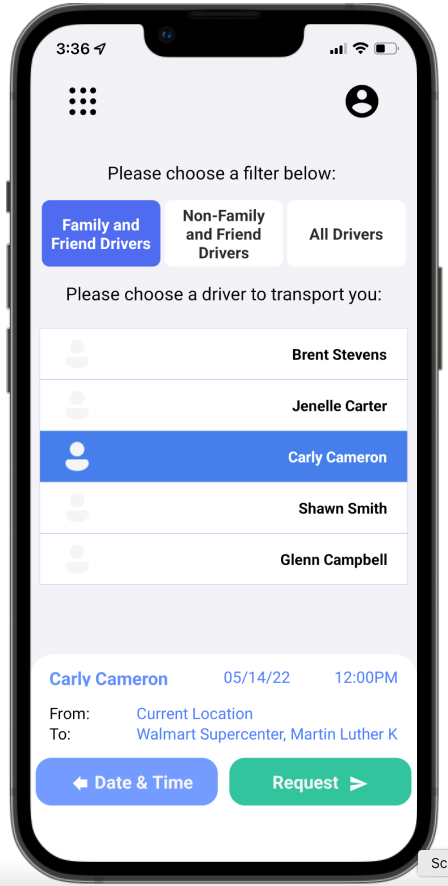 3:36
Please choose a filter below:
Family and
Friend Drivers
Non-Family
and Friend
Drivers
All Drivers
Please choose a driver to transport you:
Brent Stevens
Jenelle Carter
Carly Cameron
Shawn Smith
Glenn Campbell
Carly Cameron 05/14/22 12:00PM
From: Current Location
To: Walmart Supercenter, Martin Luther K
Date & Time
Request
Sc